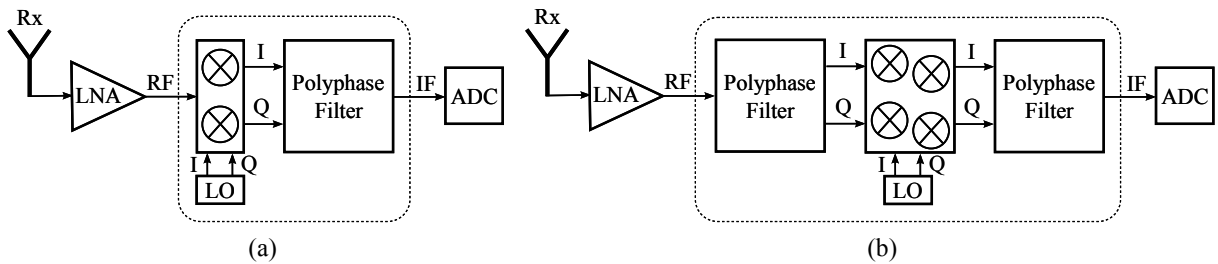 Rx
LNA
RF
I
Q
Polyphase
Filter
IF
ADC
I
Q
LO
(a)
Rx
LNA
RF
Polyphase
Filter
I
Q
I
Q
Polyphase
Filter
IF
ADC
I
Q
LO
(b)